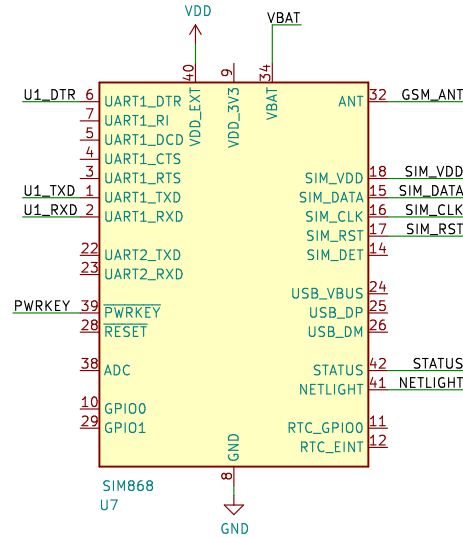 VDD
VBAT
40
9
34
VDD_EXT
VDD_3V3
VBAT
U1_DTR 6 UART1_DTR
7 UART1_RI
5 UART1_DCD
4 UART1_CTS
3 UART1_RTS
U1_TXD 1 UART1_TXD
U1_RXD 2 UART1_RXD
22 UART2_TXD
23 UART2_RXD
PWRKEY 39 PWRKEY
28 RESET
38 ADC
10 GPIO0
29 GPIO1
ANT 32 GSM_ANT
SIM_VDD 18 SIM_VDD
SIM_DATA 15 SIM_DATA
SIM_CLK 16 SIM_CLK
SIM_RST 17 SIM_RST
SIM_DET 14
USB_VBUS 24
USB_DP 25
USB_DM 26
STATUS 42 STATUS
NETLIGHT 41 NETLIGHT
RTC_GPIO0 11
RTC_EINT 12
GND
8
SIM868
U7
GND